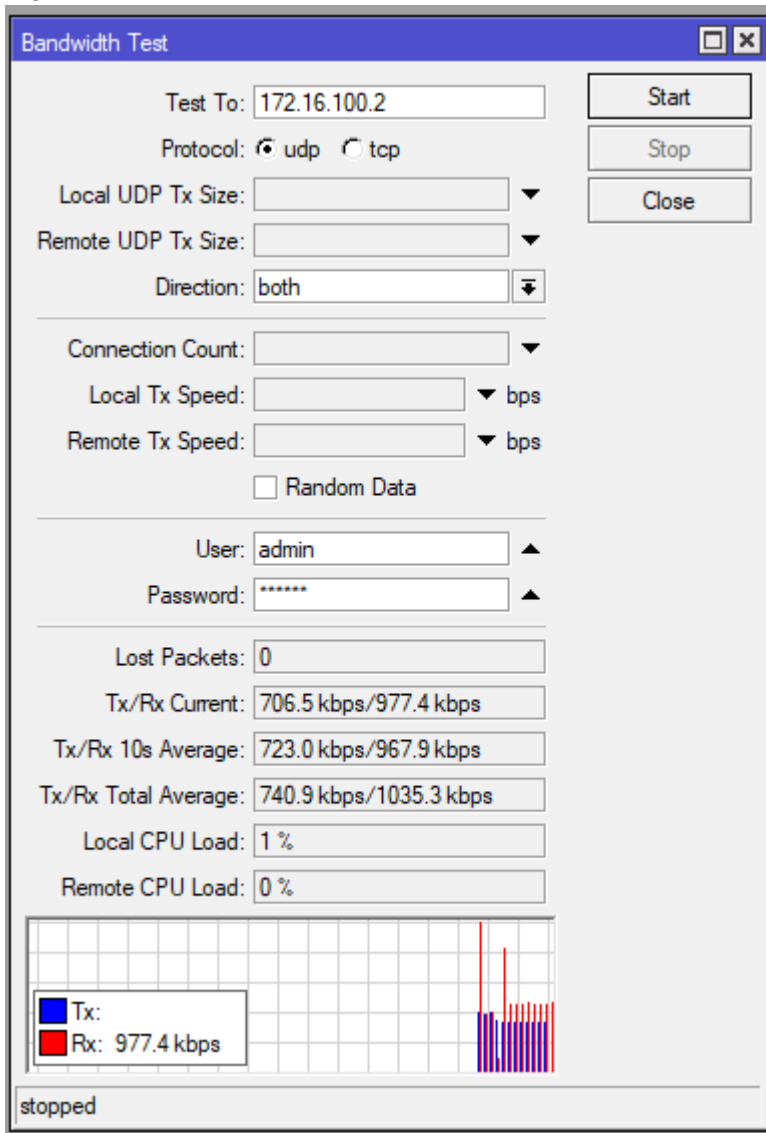 Bandwidth Test
Test To: 172.16.100.2
Start
Protocol: udp tcp
Stop
Local UDP Tx Size:
Close
Remote UDP Tx Size:
Direction: both
Connection Count:
Local Tx Speed: bps
Remote Tx Speed: bps
Random Data
User: admin
Password: ******
Lost Packets: 0
Tx/Rx Current: 706.5 kbps/977.4 kbps
Tx/Rx 10s Average: 723.0 kbps/967.9 kbps
Tx/Rx Total Average: 740.9 kbps/1035.3 kbps
Local CPU Load: 1 %
Remote CPU Load: 0 %
Tx:
Rx: 977.4 kbps
stopped